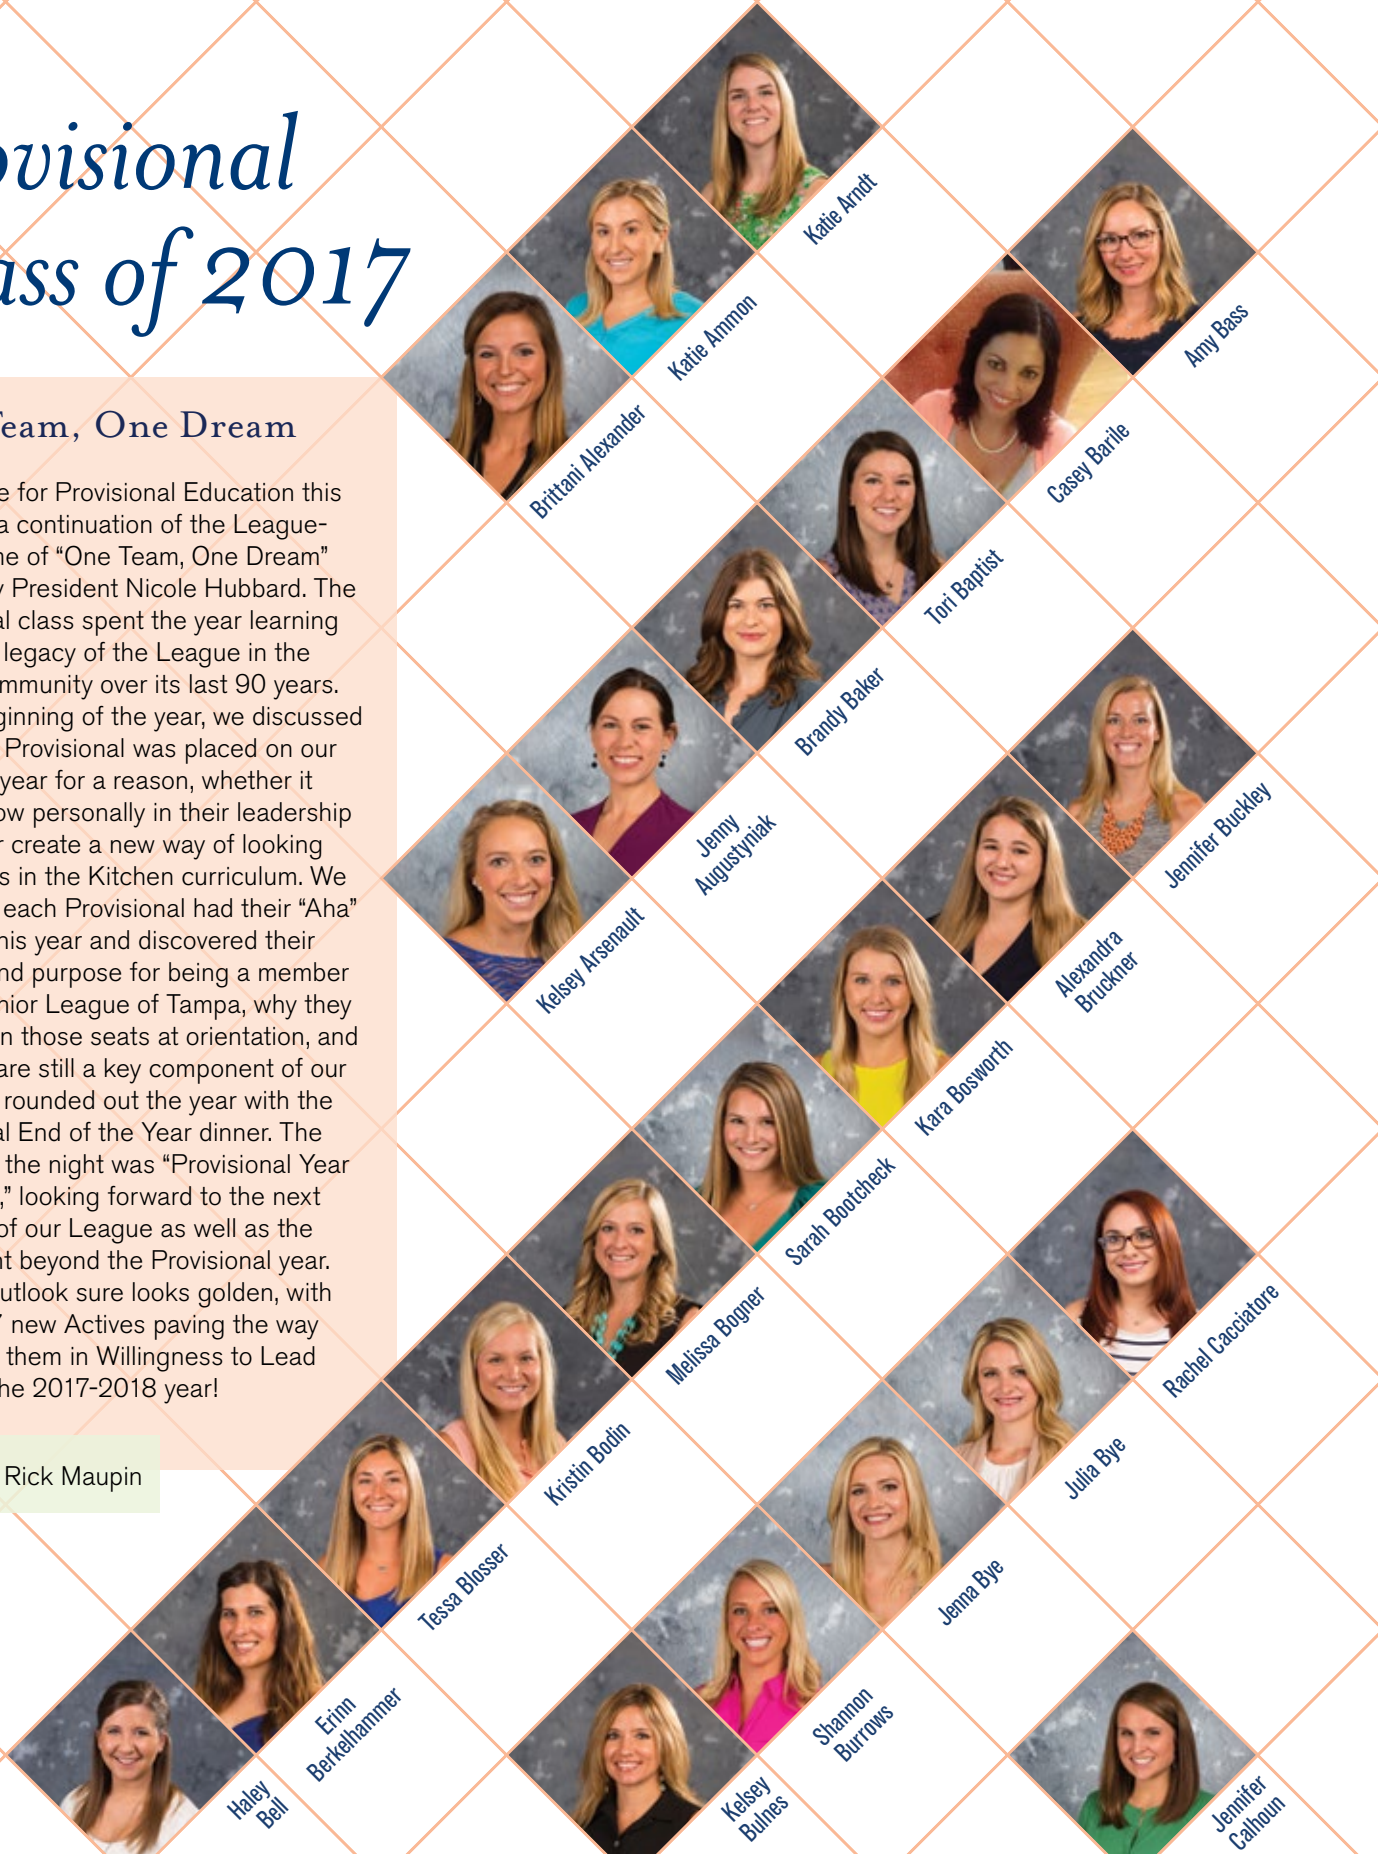 ovisional
ass of 2017
Team, One Dream
e for Provisional Education this
a continuation of the League-
ne of “One Team, One Dream”
y President Nicole Hubbard. The
al class spent the year learning
legacy of the League in the
mmunity over its last 90 years.
ginning of the year, we discussed
Provisional was placed on our
year for a reason, whether it
ow personally in their leadership
r create a new way of looking
s in the Kitchen curriculum. We
each Provisional had their “Aha”
his year and discovered their
nd purpose for being a member
nior League of Tampa, why they
n those seats at orientation, and
are still a key component of our
rounded out the year with the
al End of the Year dinner. The
the night was “Provisional Year
,” looking forward to the next
of our League as well as the
nt beyond the Provisional year.
utlook sure looks golden, with
7 new Actives paving the way
them in Willingness to Lead
he 2017-2018 year!
Rick Maupin
Katie Arndt
Katie Ammon
Brittani Alexander
Amy Bass
Casey Barile
Tori Baptist
Brandy Baker
Jenny
Augustyniak
Kelsey Arsenault
Jennifer Buckley
Alexandra
Bruckner
Kara Bosworth
Sarah Bootcheck
Melissa Bogner
Kristin Bodin
Tessa Blosser
Erinn
Berkelhammer
Haley
Bell
Rachel Cacciatore
Julia Bye
Jenna Bye
Shannon
Burrows
Kelsey
Bulnes
Jennifer
Calhoun